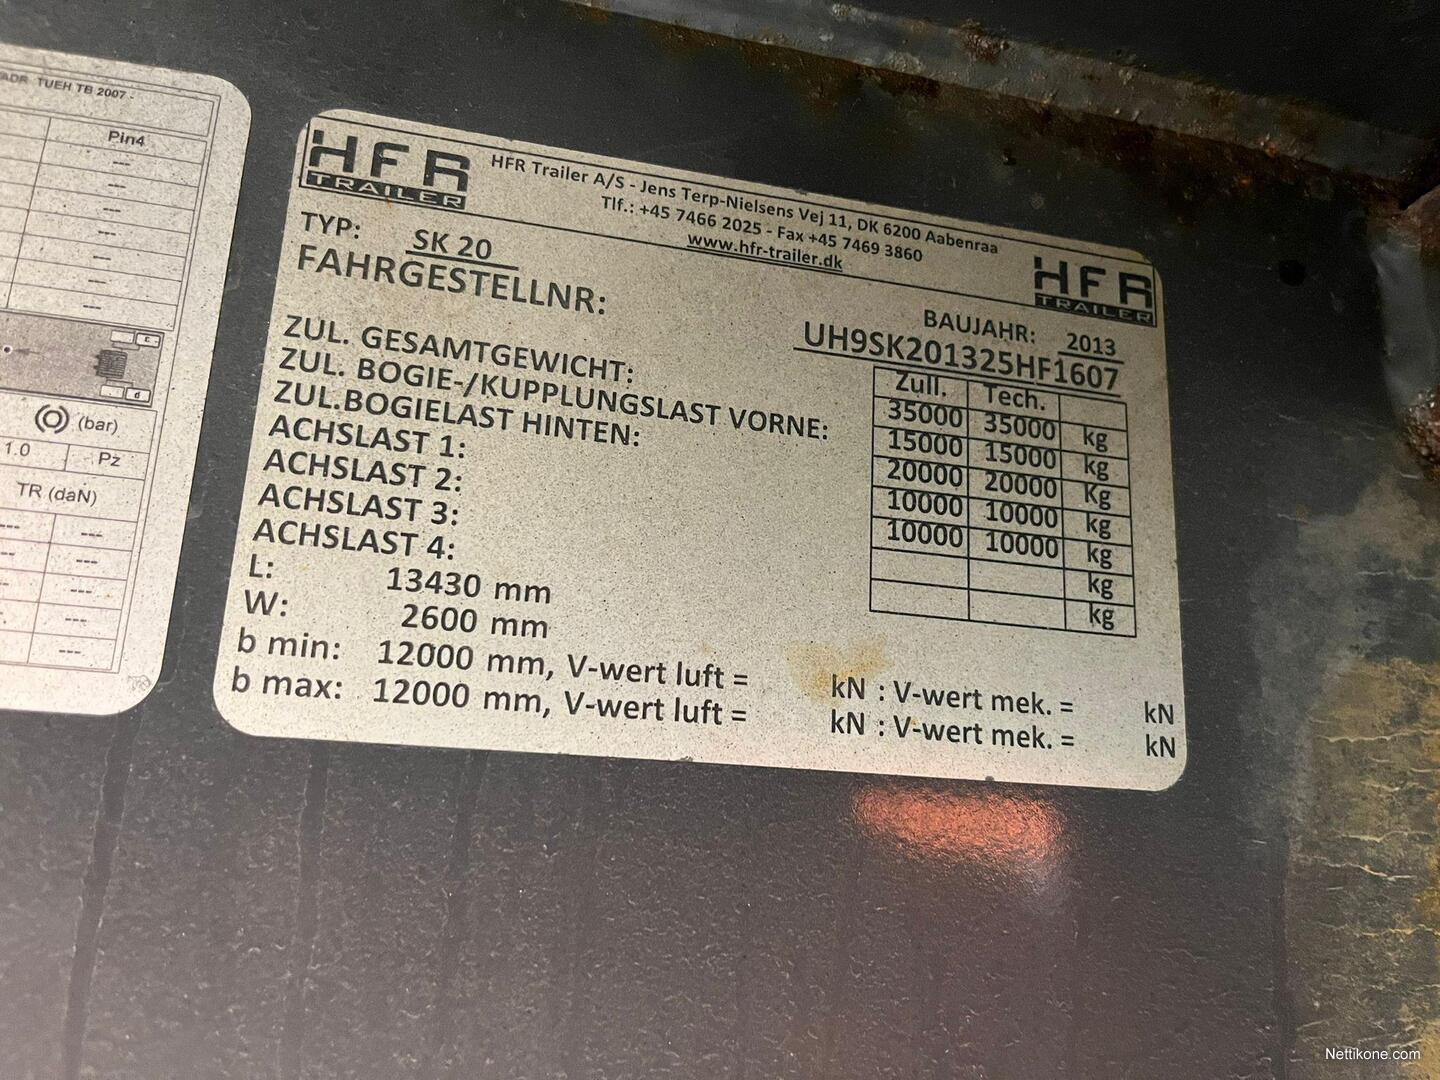 ADR TUEH TB 2007 -
Pin4
---
---
---
---
---
---
---
(bar)
1.0 Pz
TR (daN)
--- ---
--- ---
--- ---
--- ---
---
HFR
TRAILER
HFR Trailer A/S - Jens Terp-Nielsens Vej 11, DK 6200 Aabenraa
Tlf.: +45 7466 2025 - Fax +45 7469 3860
www.hfr-trailer.dk
HFR
TRAILER
TYP: SK 20
BAUJAHR: 2013
FAHRGESTELLNR: UH9SK201325HF1607
Zull. Tech.
ZUL. GESAMTGEWICHT: 35000 35000 kg
ZUL. BOGIE-/KUPPLUNGSLAST VORNE: 15000 15000 kg
ZUL.BOGIELAST HINTEN: 20000 20000 Kg
ACHSLAST 1: 10000 10000 kg
ACHSLAST 2: 10000 10000 kg
ACHSLAST 3: kg
ACHSLAST 4: kg
L: 13430 mm
W: 2600 mm
b min: 12000 mm, V-wert luft = kN : V-wert mek. = kN
b max: 12000 mm, V-wert luft = kN : V-wert mek. = kN
Nettikone.com